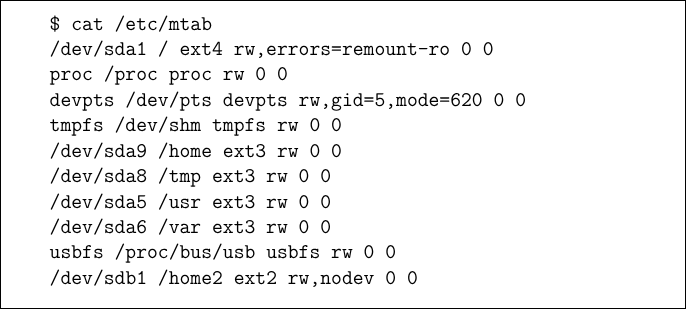 $ cat /etc/mtab
/dev/sda1 / ext4 rw,errors=remount-ro 0 0
proc /proc proc rw 0 0
devpts /dev/pts devpts rw,gid=5,mode=620 0 0
tmpfs /dev/shm tmpfs rw 0 0
/dev/sda9 /home ext3 rw 0 0
/dev/sda8 /tmp ext3 rw 0 0
/dev/sda5 /usr ext3 rw 0 0
/dev/sda6 /var ext3 rw 0 0
usbfs /proc/bus/usb usbfs rw 0 0
/dev/sdb1 /home2 ext2 rw,nodev 0 0